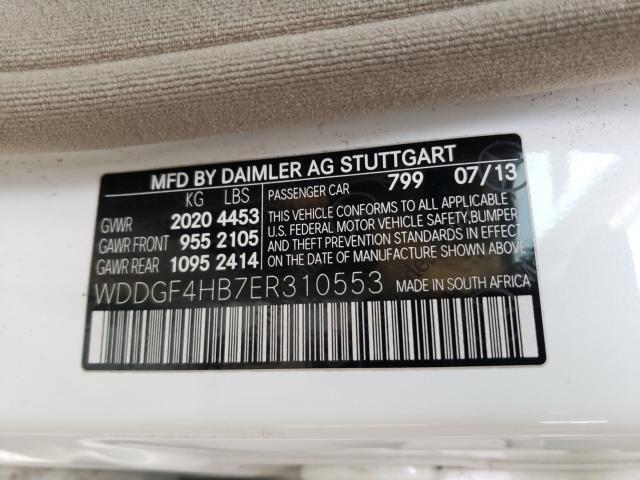 MFD BY DAIMLER AG STUTTGART
KG LBS PASSENGER CAR 799 07/13
GVWR 2020 4453
GAWR FRONT 955 2105
GAWR REAR 1095 2414
THIS VEHICLE CONFORMS TO ALL APPLICABLE
U.S. FEDERAL MOTOR VEHICLE SAFETY, BUMPER
AND THEFT PREVENTION STANDARDS IN EFFECT
ON THE DATE OF MANUFACTURE SHOWN ABOVE.
WDDGF4HB7ER310553 MADE IN SOUTH AFRICA